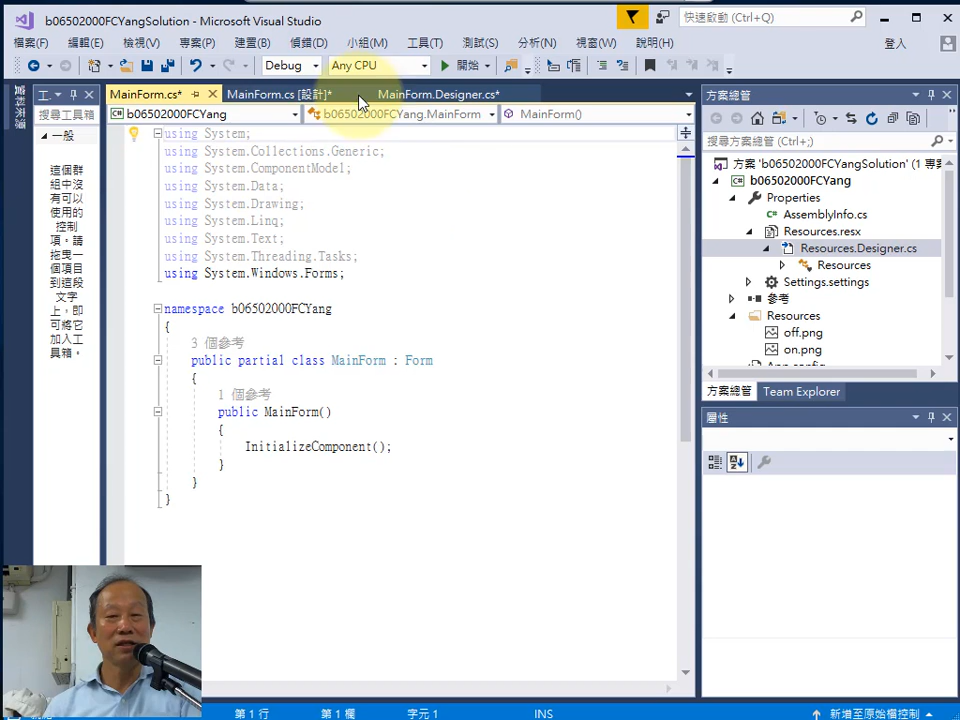 b06502000FCYangSolution - Microsoft Visual Studio
快速啟動 (Ctrl+Q)
檔案(F) 編輯(E) 檢視(V) 專案(P) 建置(B) 偵錯(D) 小組(M) 工具(T) 測試(S) 分析(N) 視窗(W) 說明(H) 登入
Debug Any CPU 開始
資料來源
工...
搜尋工具箱
一般
這個群
組中沒
有可以
使用的
控制
項。請
拖曳一
個項目
到這段
文字
上，即
可將它
加入工
具箱。
MainForm.cs* MainForm.cs [設計]* MainForm.Designer.cs*
b06502000FCYang b06502000FCYang.MainForm MainForm()
using System;
using System.Collections.Generic;
using System.ComponentModel;
using System.Data;
using System.Drawing;
using System.Linq;
using System.Text;
using System.Threading.Tasks;
using System.Windows.Forms;
namespace b06502000FCYang
{
3 個參考
public partial class MainForm : Form
{
1 個參考
public MainForm()
{
InitializeComponent();
}
}
}
方案總管
搜尋方案總管 (Ctrl+;)
方案 'b06502000FCYangSolution' (1 專
b06502000FCYang
Properties
AssemblyInfo.cs
Resources.resx
Resources.Designer.cs
Resources
Settings.settings
參考
Resources
off.png
on.png
App.config
方案總管 Team Explorer
屬性
第 1 行 第 1 欄 字元 1 INS 新增至原始檔控制